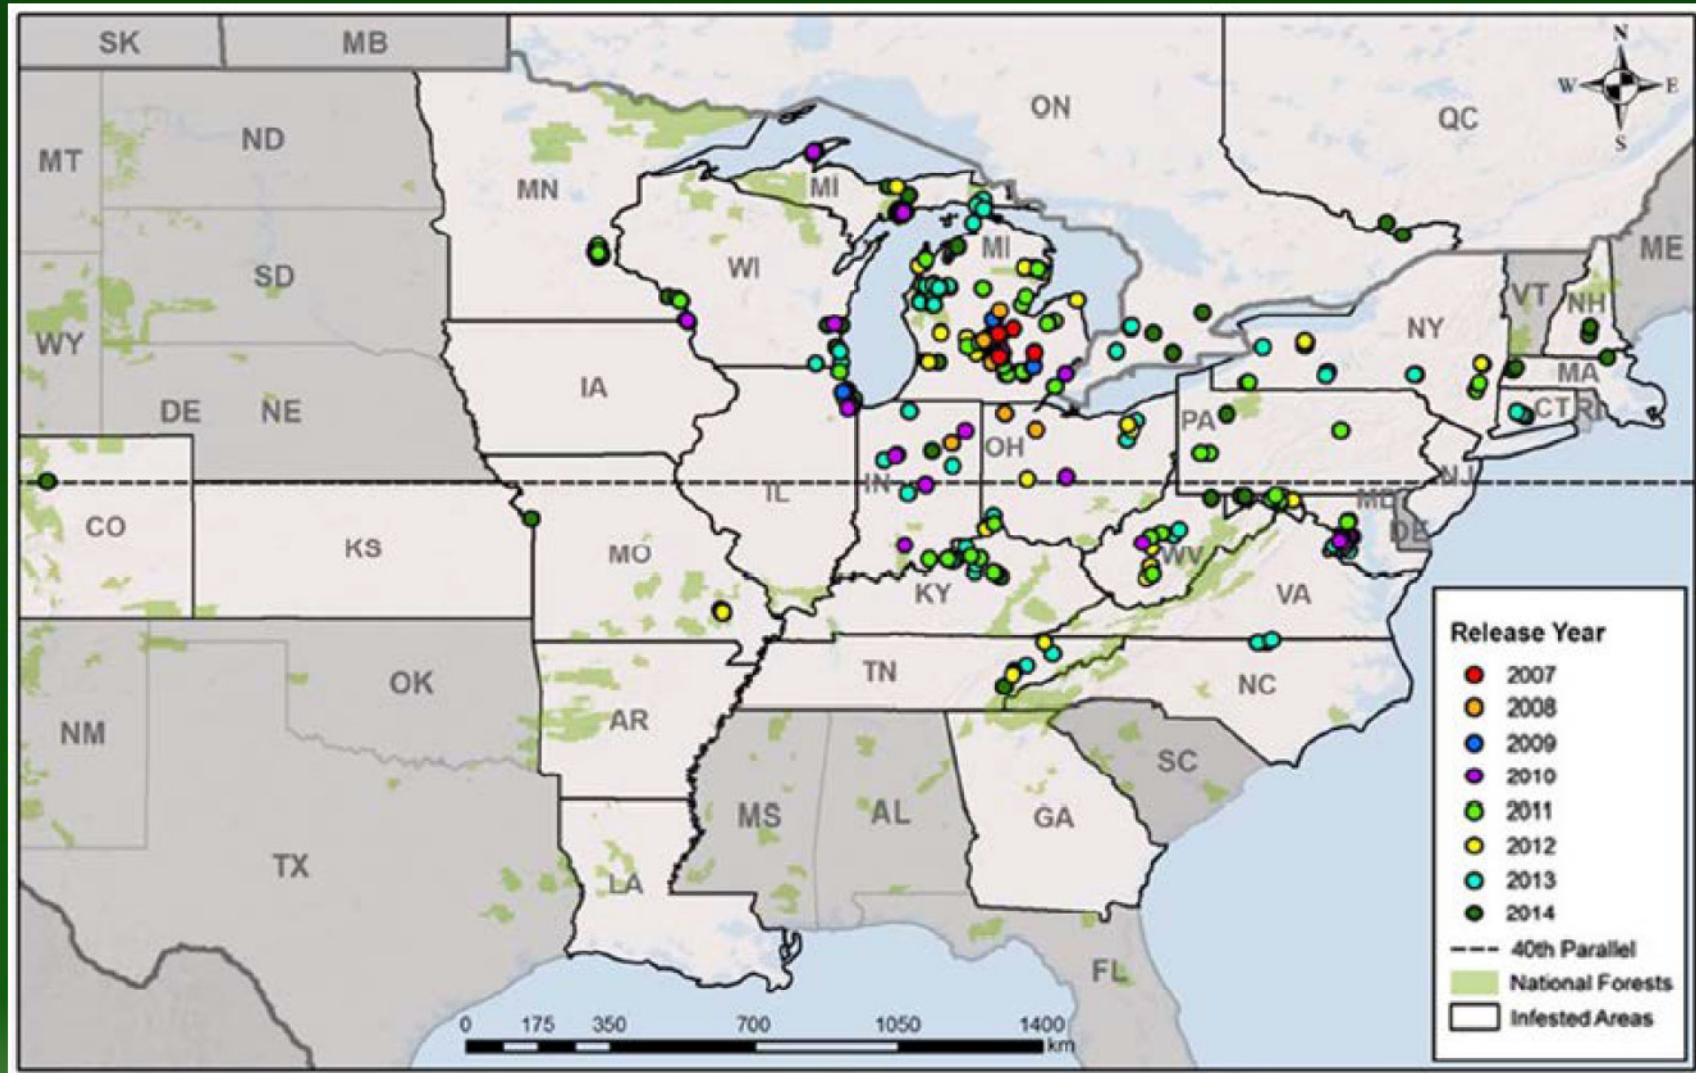 SK
MB
ON
QC
N
W E
S
MT
ND
MN
MI
ME
SD
WI
MI
VT
NH
WY
NY
IA
MA
DE
NE
CT
RI
PA
OH
IN
IL
NJ
MD
DE
CO
KS
MO
WV
KY
VA
TN
NC
OK
AR
NM
SC
MS
AL
GA
TX
LA
FL
Release Year
2007
2008
2009
2010
2011
2012
2013
2014
40th Parallel
National Forests
Infested Areas
0 175 350 700 1050 1400
km